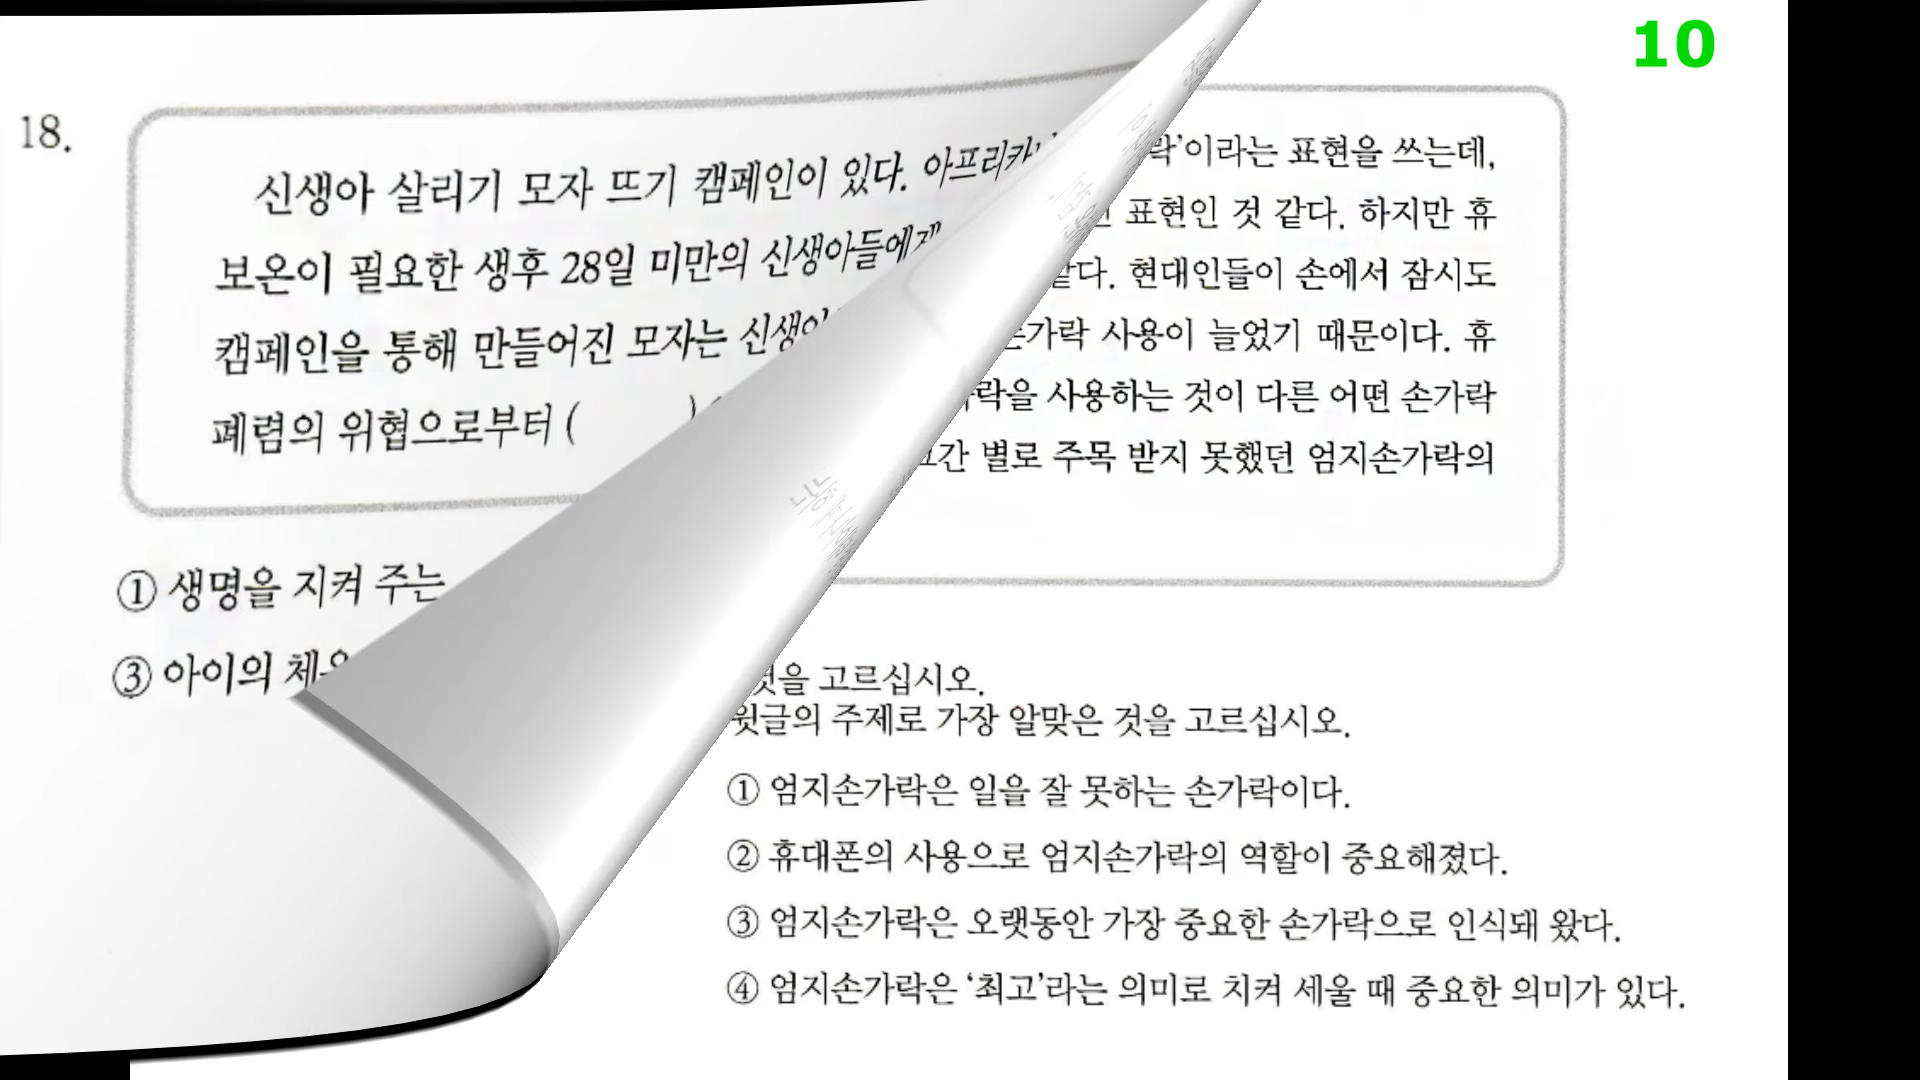 10
18.
신생아 살리기 모자 뜨기 캠페인이 있다.
보온이 필요한 생후 28일 미만의 신생아들에게
캠페인을 통해 만들어진 모자는
폐렴의 위협으로부터 (          )
① 생명을 지켜 주는
③ 아이의
락’이라는 표현을 쓰는데,
표현인 것 같다. 하지만 휴
같다. 현대인들이 손에서 잠시도
손가락 사용이 늘었기 때문이다. 휴
가락을 사용하는 것이 다른 어떤 손가락
그간 별로 주목 받지 못했던 엄지손가락의
것을 고르십시오.
윗글의 주제로 가장 알맞은 것을 고르십시오.
① 엄지손가락은 일을 잘 못하는 손가락이다.
② 휴대폰의 사용으로 엄지손가락의 역할이 중요해졌다.
③ 엄지손가락은 오랫동안 가장 중요한 손가락으로 인식돼 왔다.
④ 엄지손가락은 ‘최고’라는 의미로 치켜 세울 때 중요한 의미가 있다.